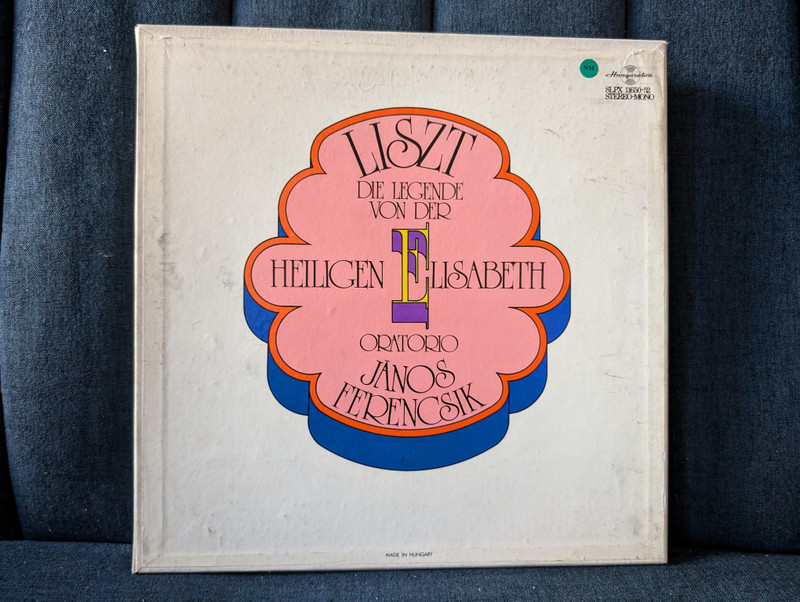 NM
Hungaroton
SLPX 11650-52
STEREO-MONO
LISZT
DIE LEGENDE
VON DER
HEILIGEN ELISABETH
ORATORIO
JÁNOS
FERENCSIK
MADE IN HUNGARY